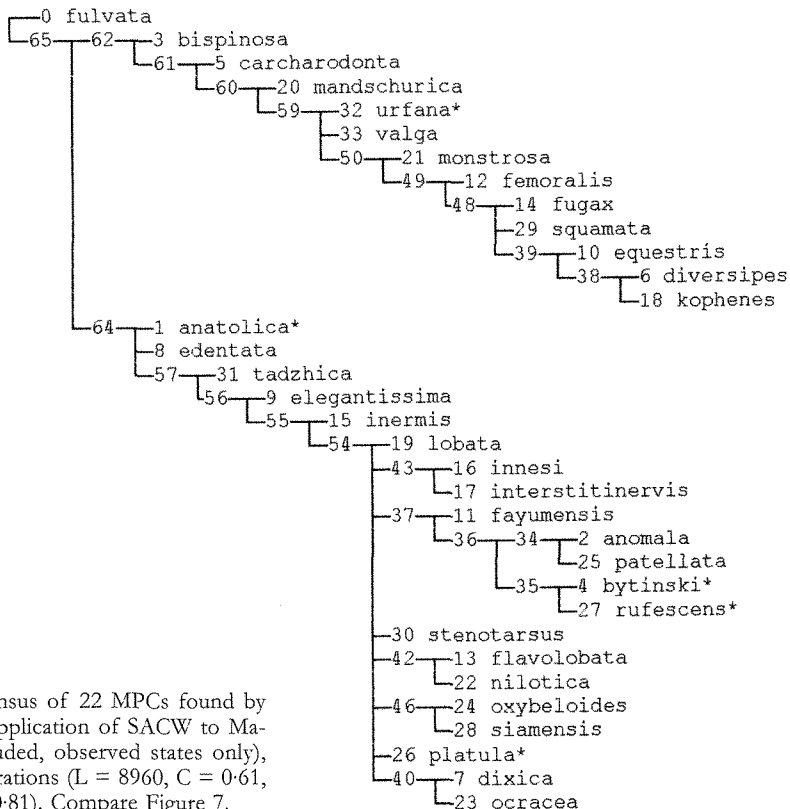 0 fulvata
65 62 3 bispinosa
61 5 carcharodonta
60 20 mandschurica
59 32 urfana*
33 valga
50 21 monstrosa
49 12 femoralis
48 14 fugax
29 squamata
39 10 equestris
38 6 diversipes
18 kophenes
64 1 anatolica*
8 edentata
57 31 tadzhica
56 9 elegantissima
55 15 inermis
54 19 lobata
43 16 innesi
17 interstitinervis
37 11 fayumensis
36 34 2 anomala
25 patellata
35 4 bytinski*
27 rufescens*
30 stenotarsus
42 13 flavolobata
22 nilotica
46 24 oxybeloides
28 siamensis
26 platula*
40 7 dixica
23 ocracea
nsus of 22 MPCs found by
pplication of SACW to Ma-
uded, observed states only),
rations (L = 8960, C = 0·61,
0·81). Compare Figure 7.